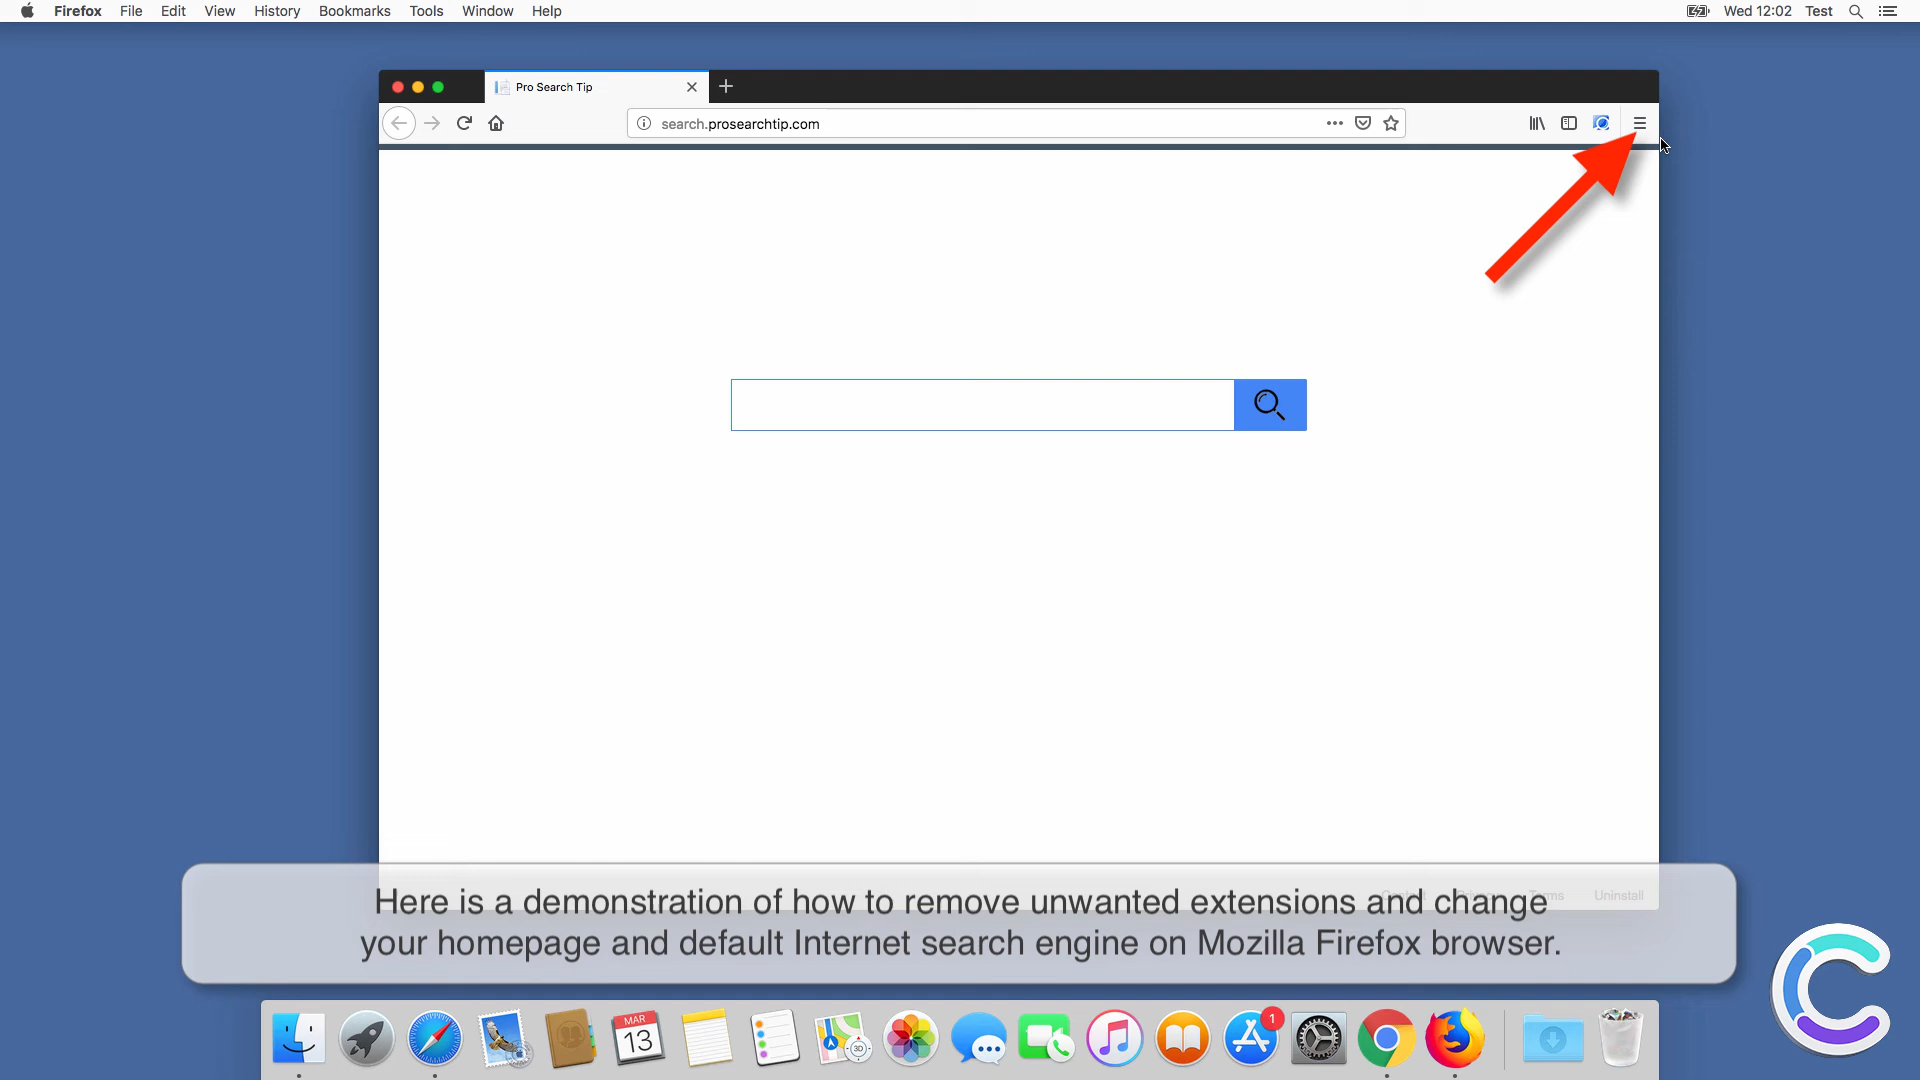 Firefox File Edit View History Bookmarks Tools Window Help Wed 12:02 Test
Pro Search Tip
search.prosearchtip.com
Terms Uninstall
Here is a demonstration of how to remove unwanted extensions and change
your homepage and default Internet search engine on Mozilla Firefox browser.
MAR
13
3D
1